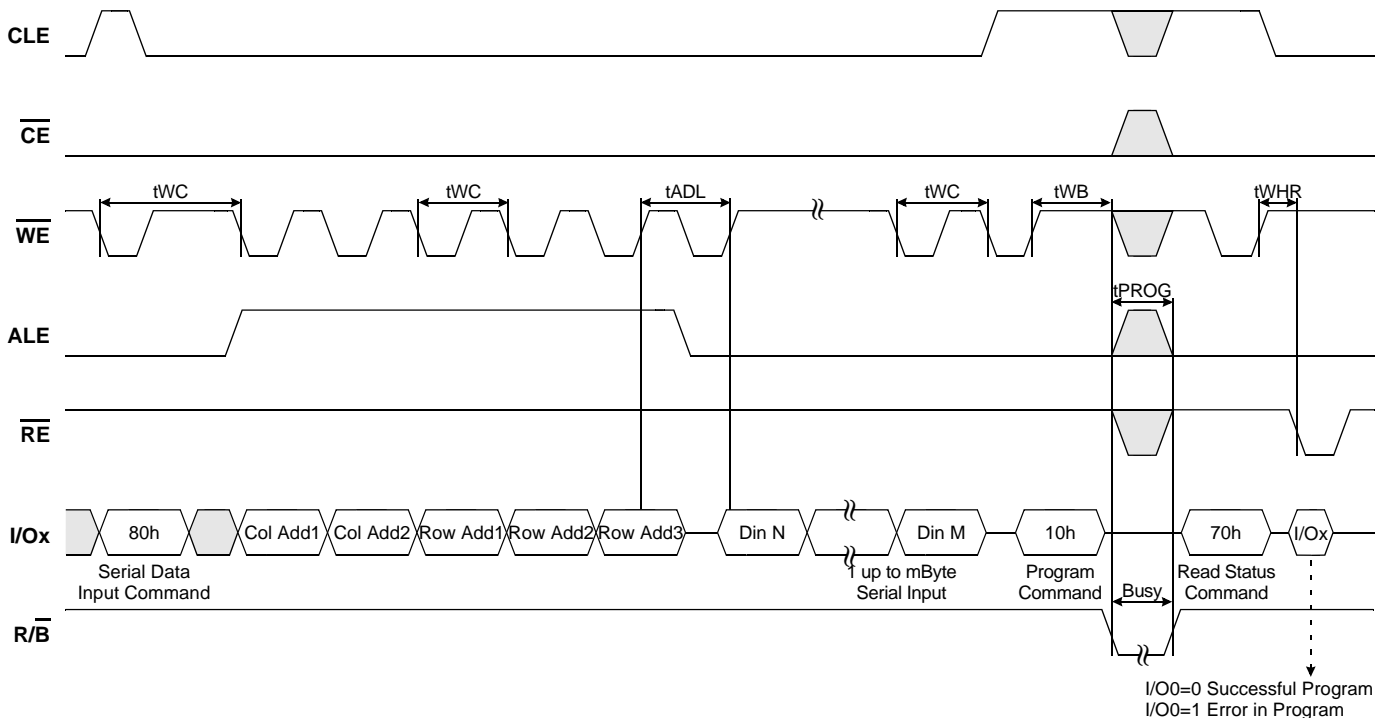 CLE
CE
tWC
tWC
tADL
tWC
tWB
tWHR
WE
tPROG
ALE
RE
I/Ox
80h
Col Add1
Col Add2
Row Add1
Row Add2
Row Add3
Din N
Din M
10h
70h
I/Ox
Serial Data
Input Command
1 up to mByte
Serial Input
Program
Command
Busy
Read Status
Command
R/B
I/O0=0 Successful Program
I/O0=1 Error in Program